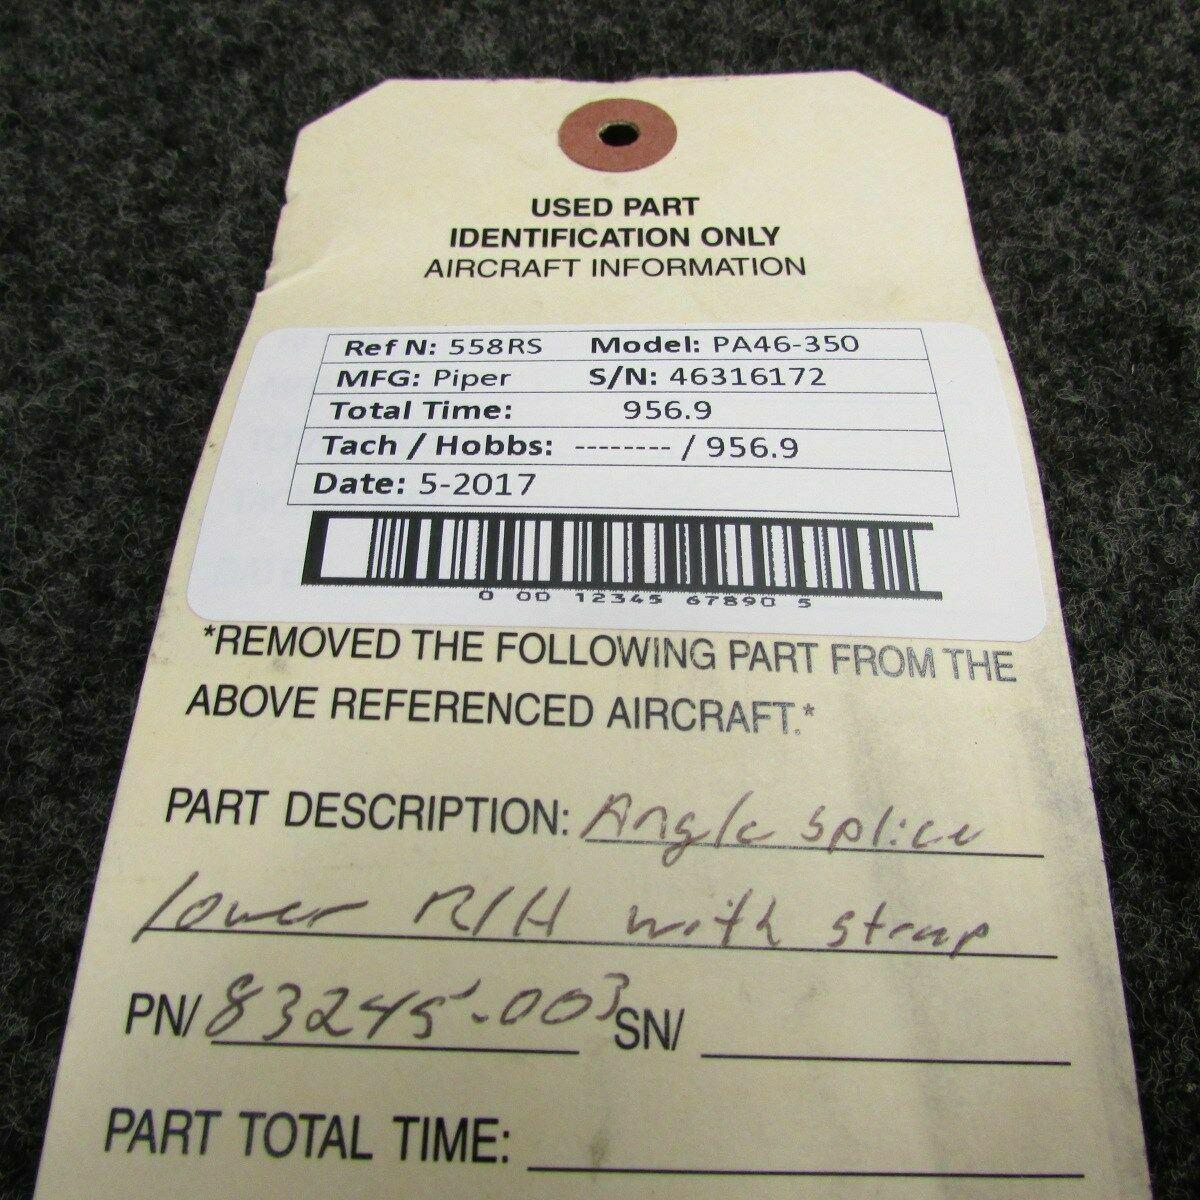 USED PART
IDENTIFICATION ONLY
AIRCRAFT INFORMATION
Ref N: 558RS Model: PA46-350
MFG: Piper S/N: 46316172
Total Time: 956.9
Tach / Hobbs: -------- / 956.9
Date: 5-2017
0 00 12345 67890 5
*REMOVED THE FOLLOWING PART FROM THE
ABOVE REFERENCED AIRCRAFT.*
PART DESCRIPTION: Angle splice
lower R/H with strap
PN/ 83245-003 SN/
PART TOTAL TIME: